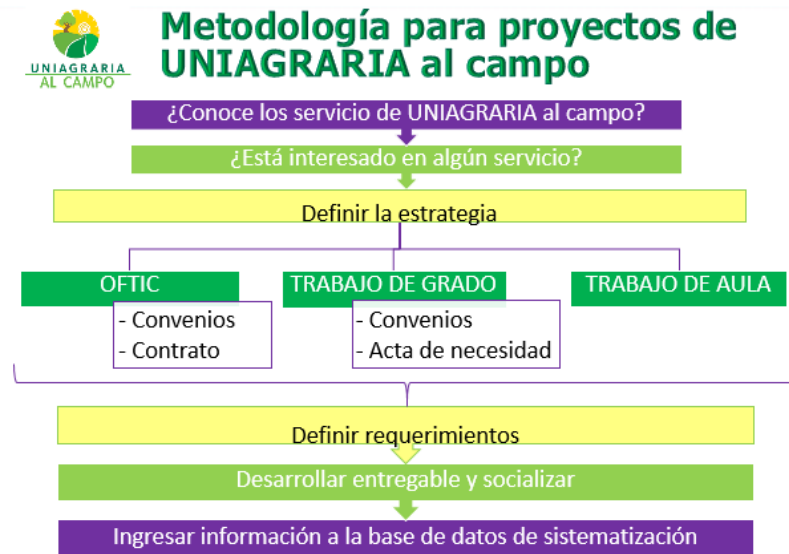 UNIAGRARIA
AL CAMPO
Metodología para proyectos de
UNIAGRARIA al campo
¿Conoce los servicio de UNIAGRARIA al campo?
¿Está interesado en algún servicio?
Definir la estrategia
OFTIC
- Convenios
- Contrato
TRABAJO DE GRADO
- Convenios
- Acta de necesidad
TRABAJO DE AULA
Definir requerimientos
Desarrollar entregable y socializar
Ingresar información a la base de datos de sistematización